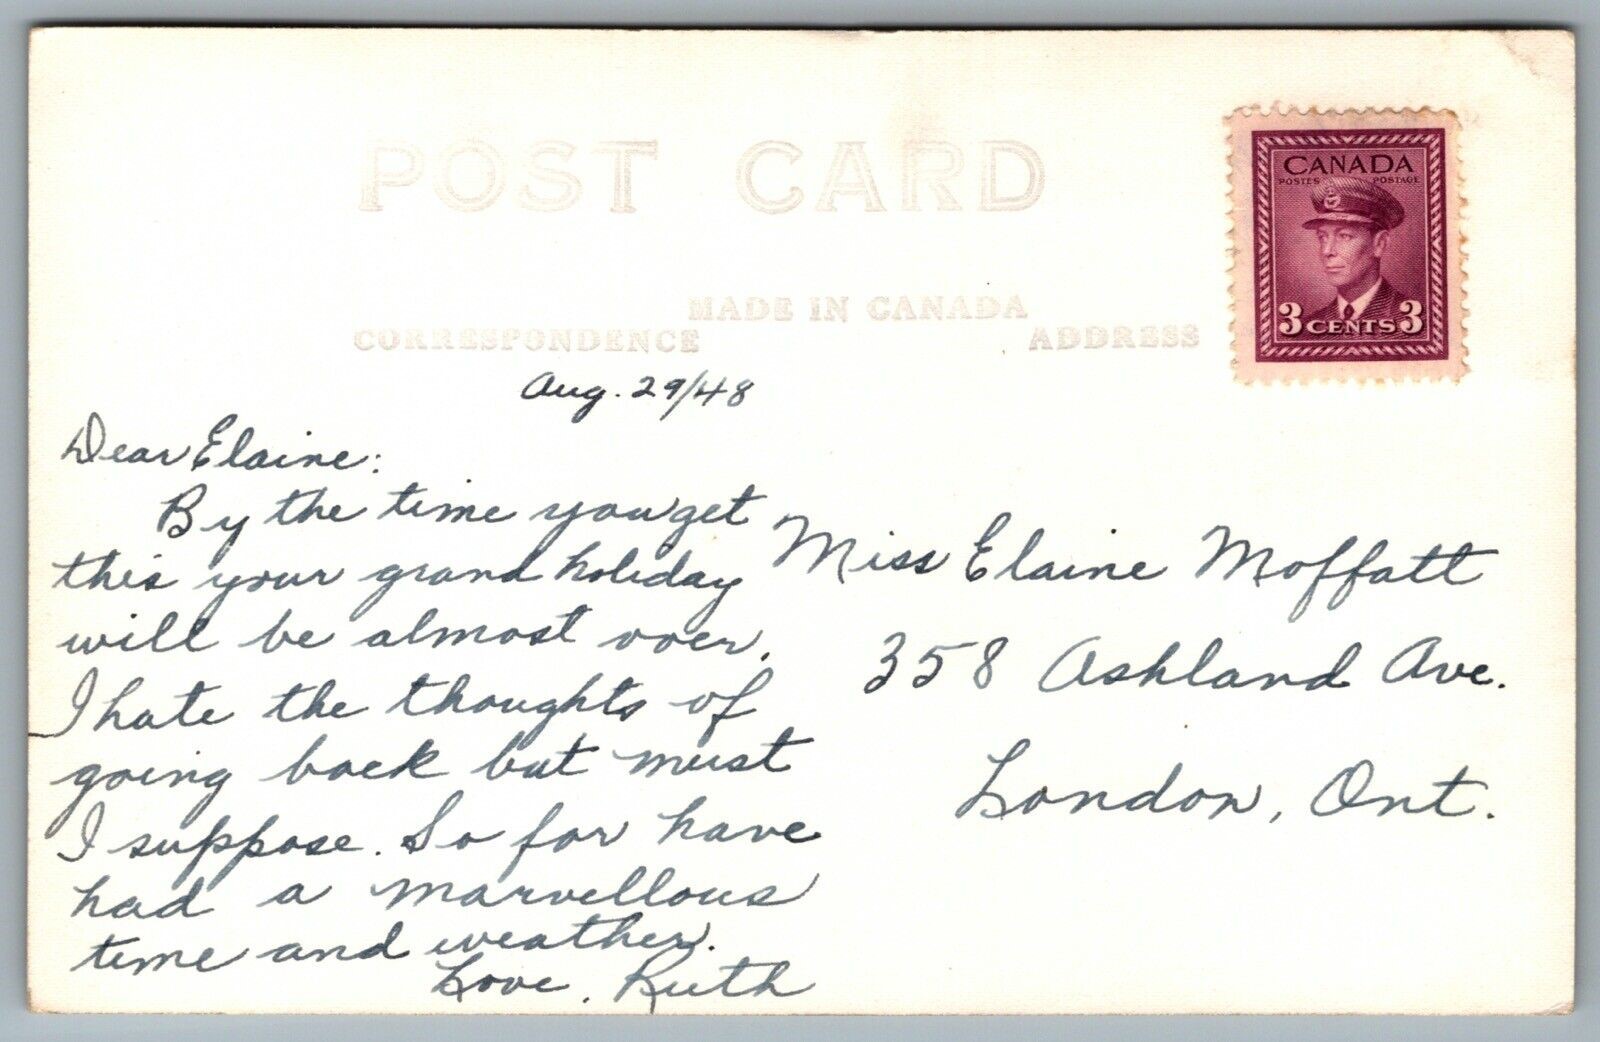 POST CARD
MADE IN CANADA
CORRESPONDENCE
ADDRESS
CANADA
POSTES POSTAGE
3 CENTS 3
Aug. 29/48
Dear Elaine:
By the time you get
this your grand holiday
will be almost over.
I hate the thoughts of
going back but must
I suppose. So far have
had a marvellous
time and weather.
Love, Ruth
Miss Elaine Moffatt
358 Ashland Ave.
London, Ont.